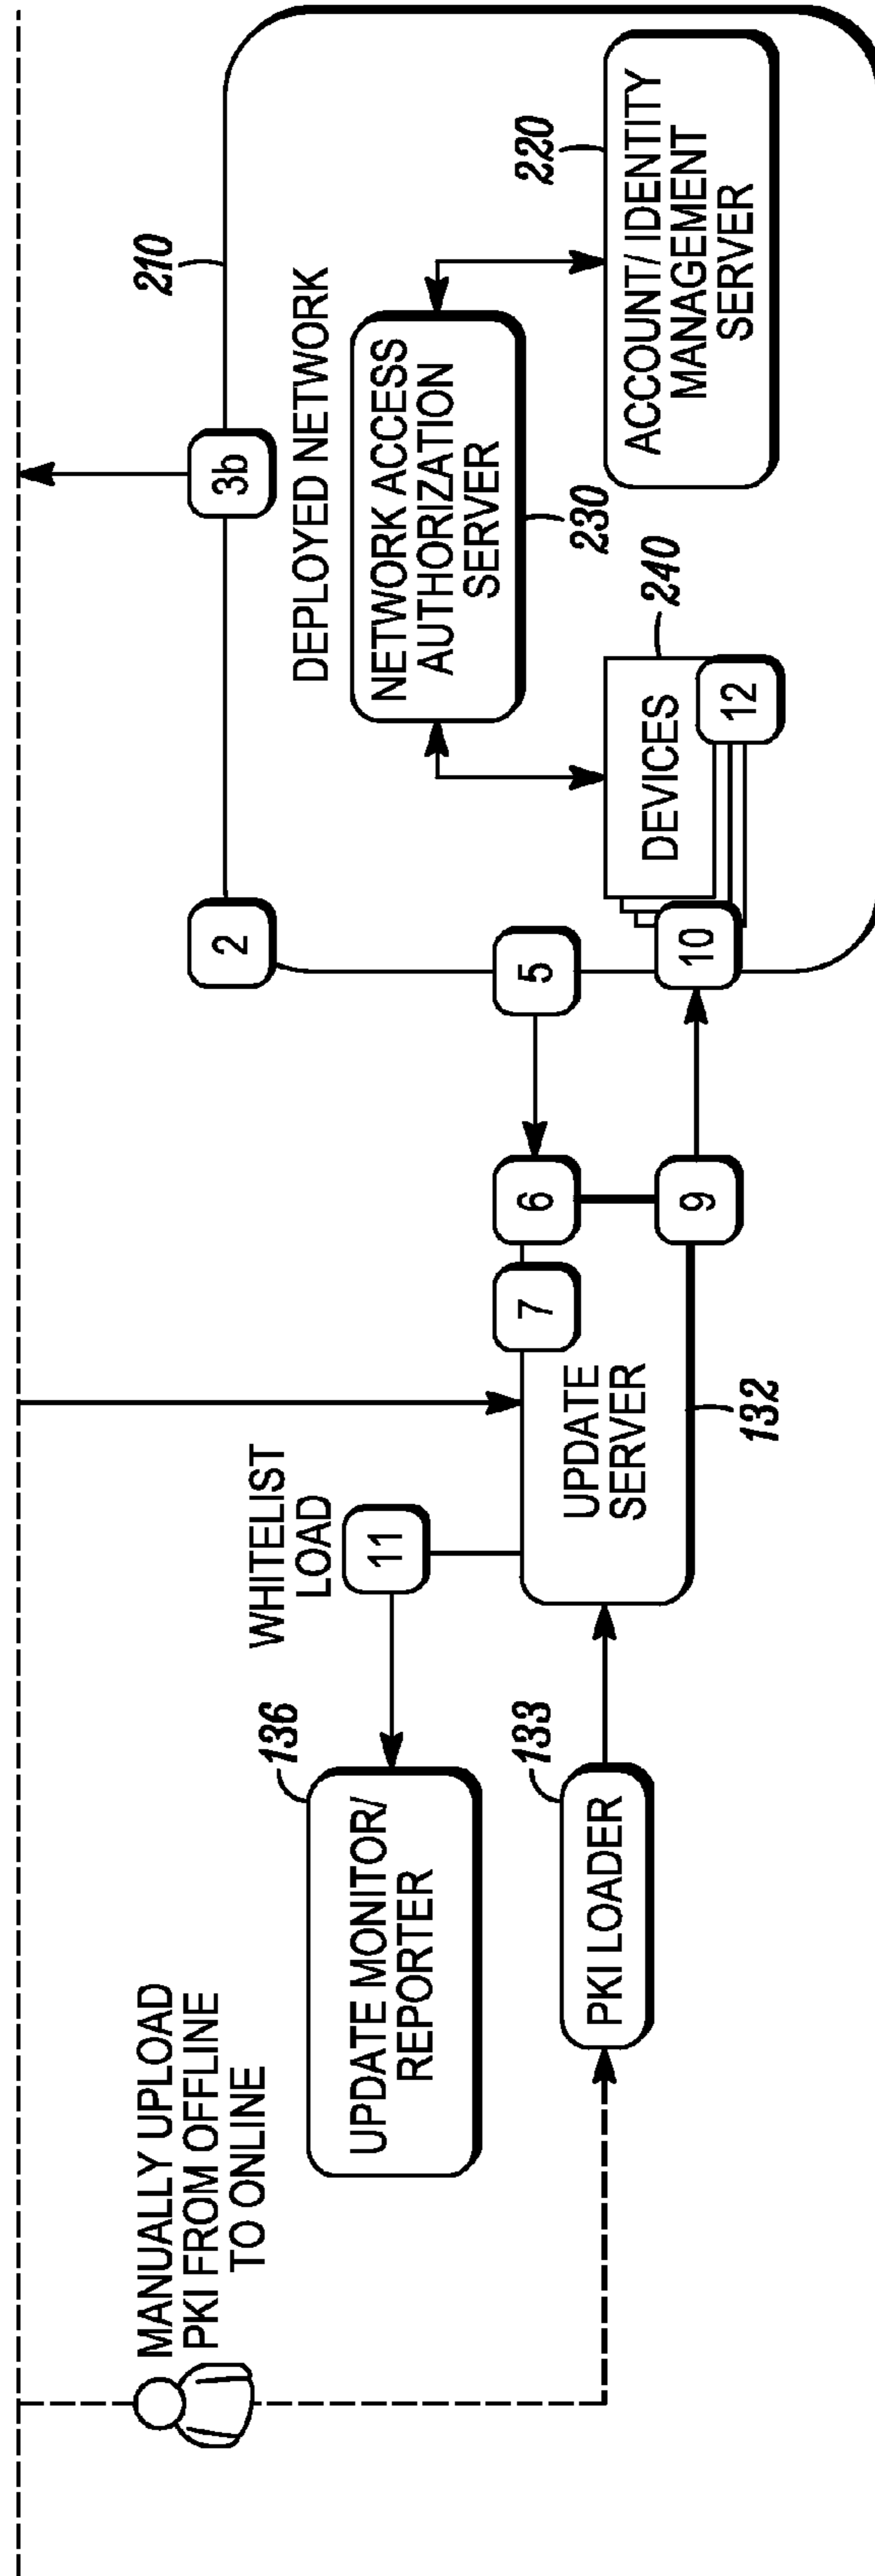 MANUALLY UPLOAD
PKI FROM OFFLINE
TO ONLINE
136
UPDATE MONITOR/
REPORTER
133
PKI LOADER
WHITELIST
LOAD
11
7
6
UPDATE
SERVER
9
132
2
5
10
3b
210
DEPLOYED NETWORK
NETWORK ACCESS
AUTHORIZATION
SERVER
230
220
ACCOUNT/ IDENTITY
MANAGEMENT
SERVER
240
DEVICES
12